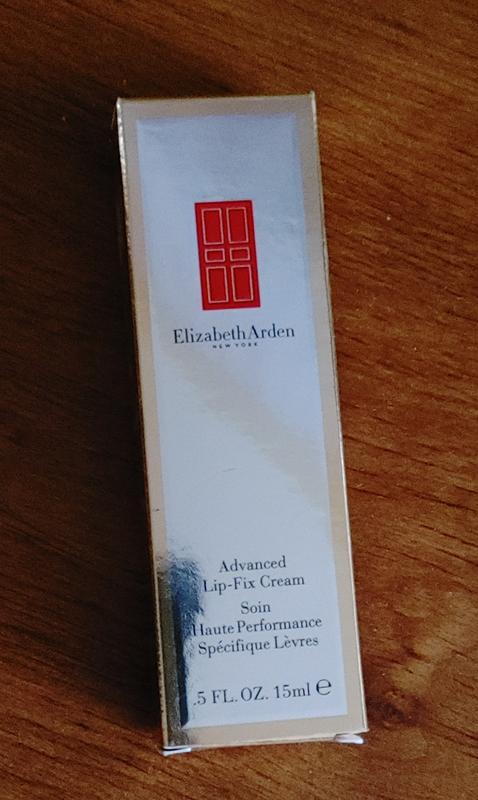 ElizabethArden
NEW YORK
Advanced
Lip-Fix Cream
Soin
Haute Performance
Spécifique Lèvres
.5 FL. OZ. 15ml ℮